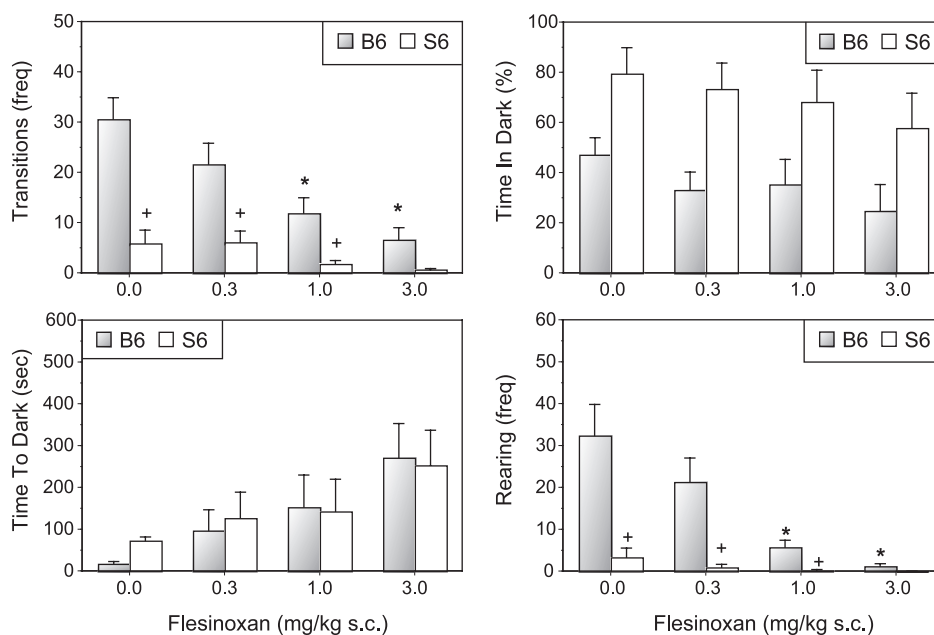 50
40
30
20
10
0
Transitions (freq)
B6 S6
+
+
*
+
*
0.0 0.3 1.0 3.0
100
80
60
40
20
0
Time In Dark (%)
B6 S6
0.0 0.3 1.0 3.0
600
500
400
300
200
100
0
Time To Dark (sec)
B6 S6
0.0 0.3 1.0 3.0
Flesinoxan (mg/kg s.c.)
60
50
40
30
20
10
0
Rearing (freq)
B6 S6
+
+
*
+
*
0.0 0.3 1.0 3.0
Flesinoxan (mg/kg s.c.)